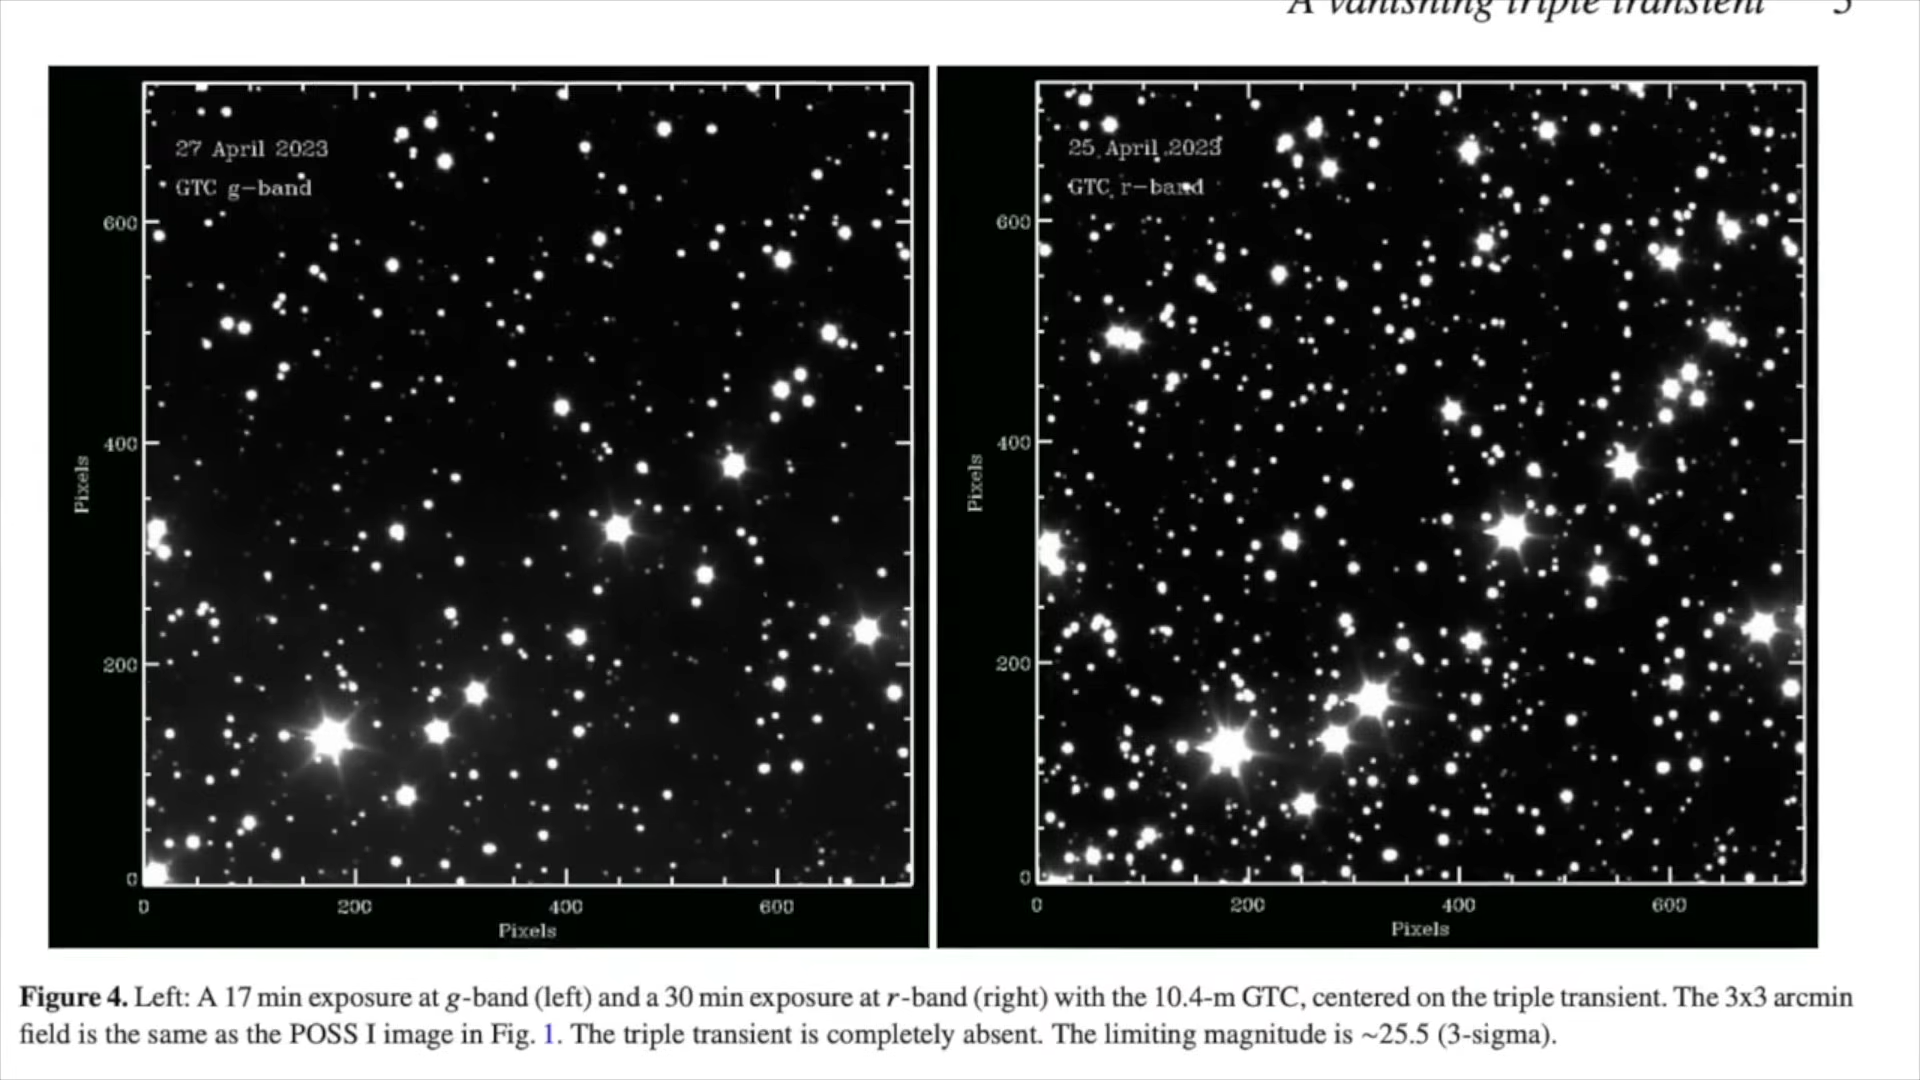 A vanishing triple transient 5
27 April 2023
GTC g-band
600
400
200
0
0 200 400 600
Pixels
Pixels
25 April 2023
GTC r-band
600
400
200
0
0 200 400 600
Pixels
Pixels
Figure 4. Left: A 17 min exposure at g-band (left) and a 30 min exposure at r-band (right) with the 10.4-m GTC, centered on the triple transient. The 3x3 arcmin
field is the same as the POSS I image in Fig. 1. The triple transient is completely absent. The limiting magnitude is ~25.5 (3-sigma).